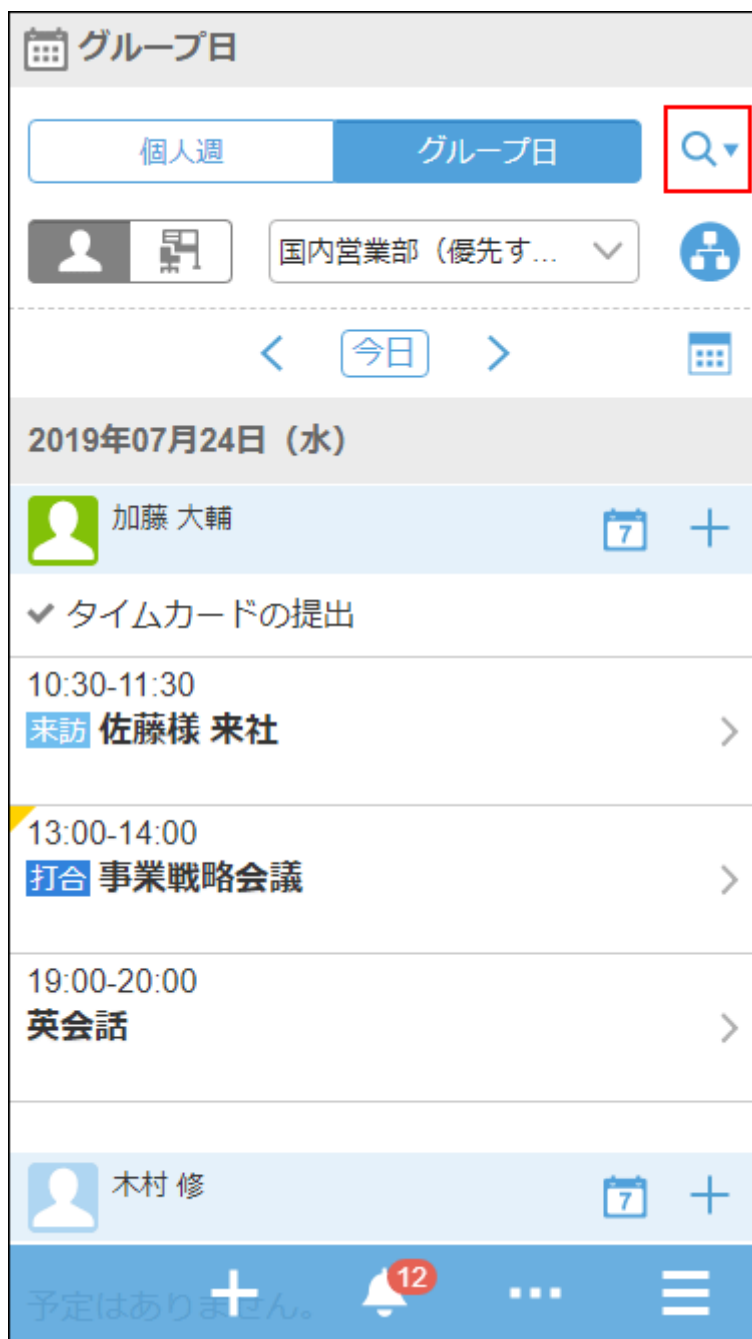 グループ日
個人週 グループ日
国内営業部（優先す...
今日
2019年07月24日（水）
加藤 大輔
7
タイムカードの提出
10:30-11:30
来訪 佐藤様 来社
13:00-14:00
打合 事業戦略会議
19:00-20:00
英会話
木村 修
7
12
予定はありません。